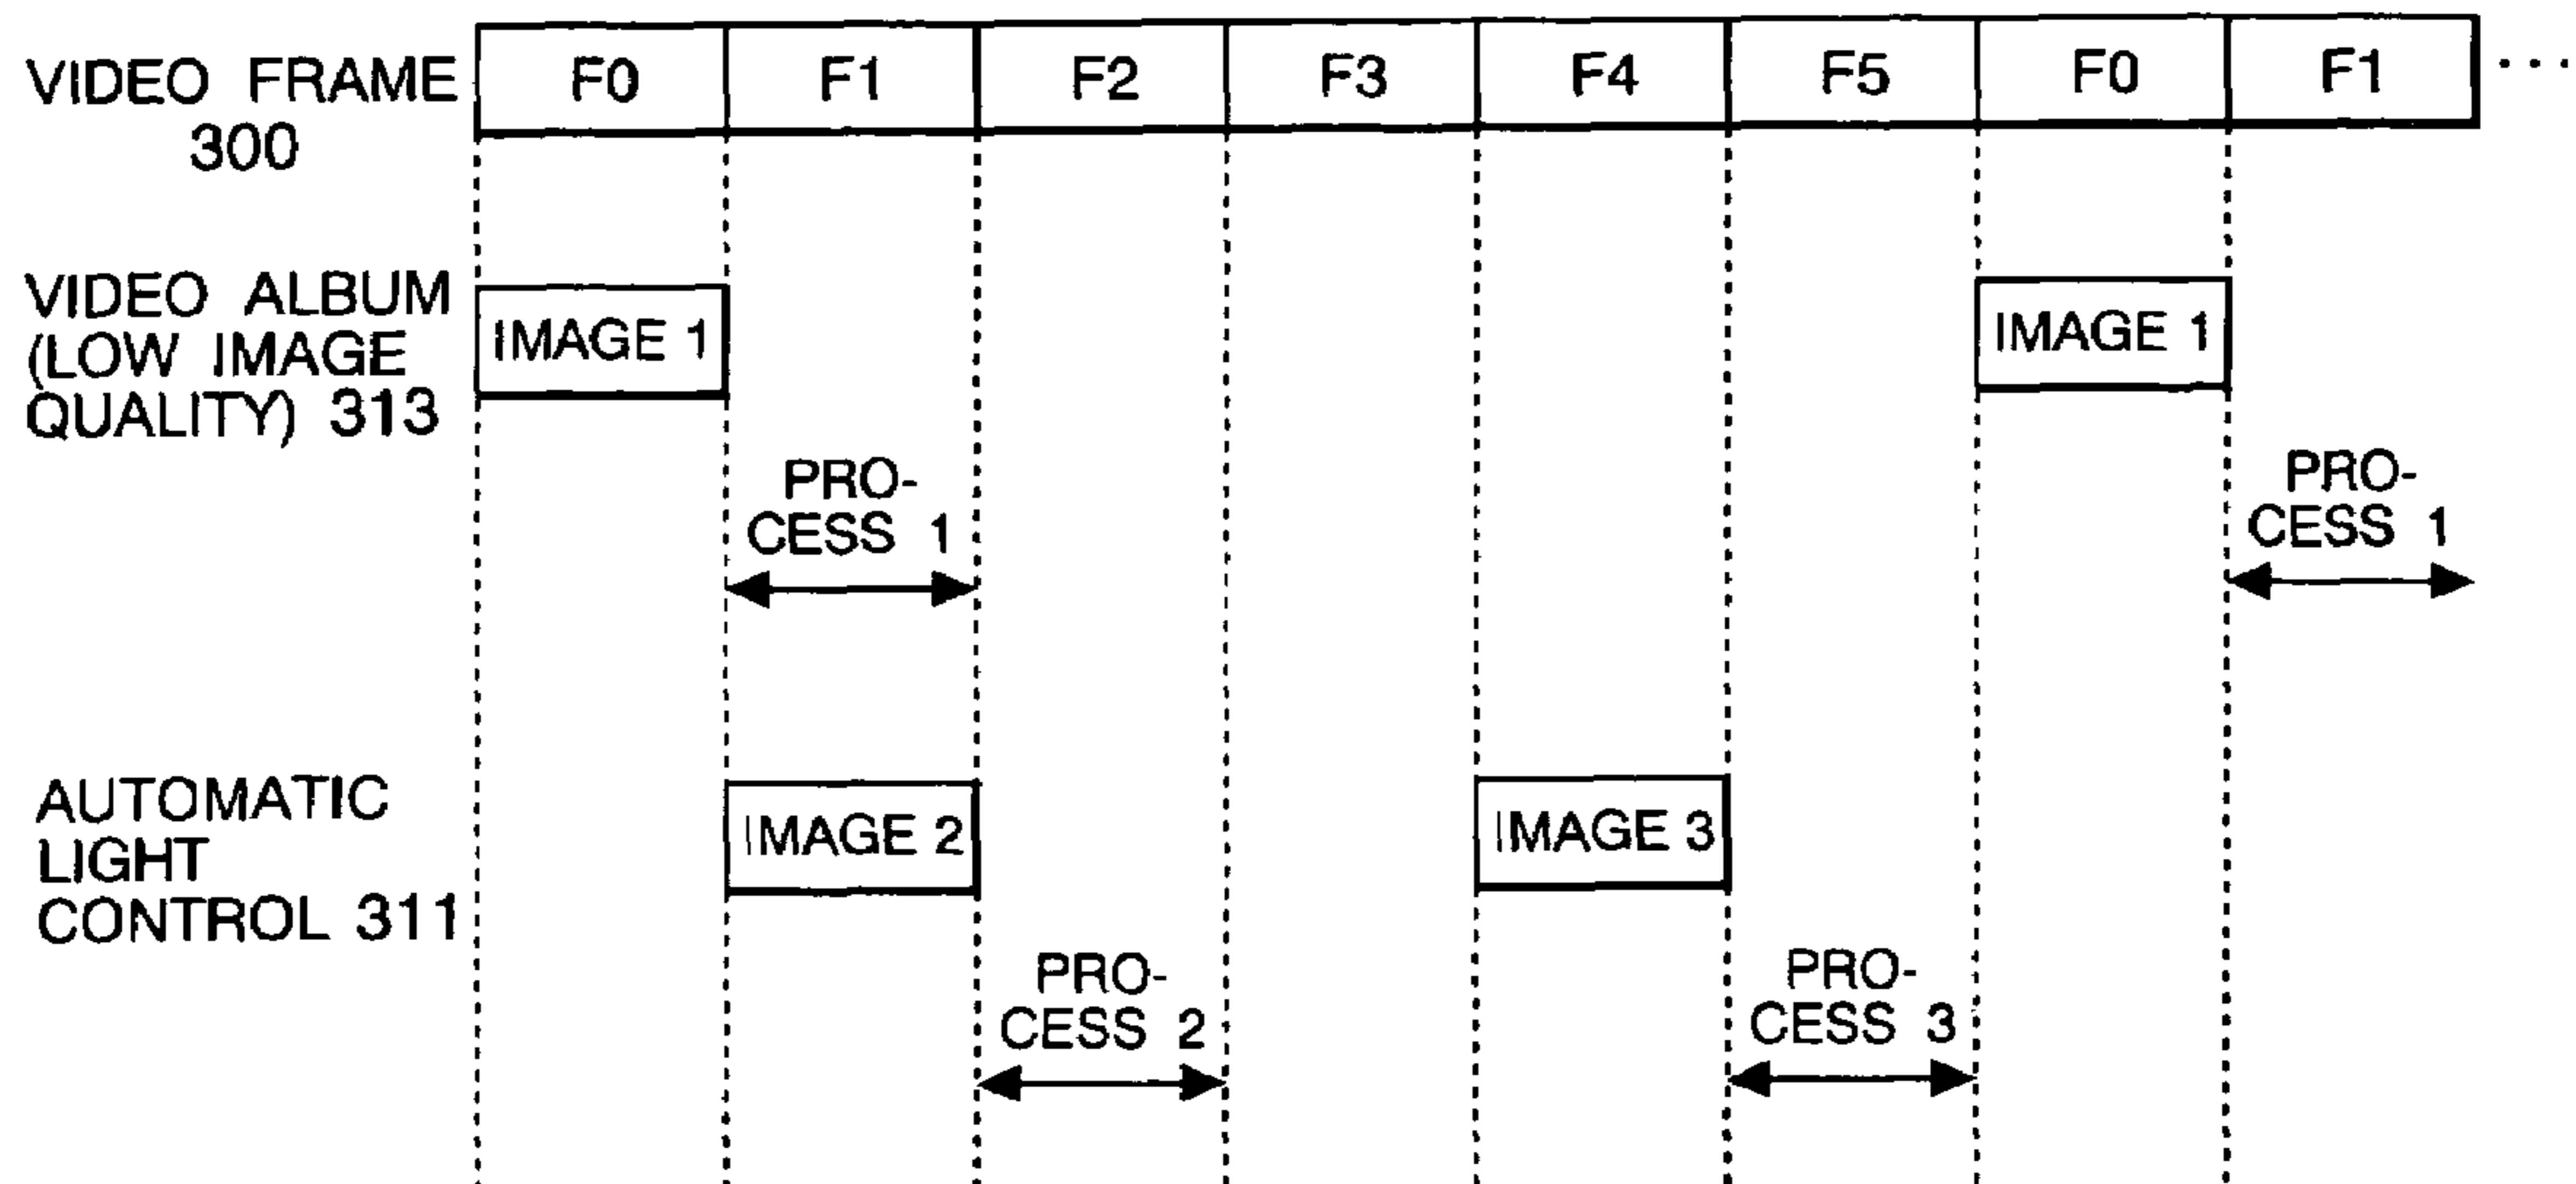 VIDEO FRAME
300
F0 F1 F2 F3 F4 F5 F0 F1 ...
VIDEO ALBUM
(LOW IMAGE
QUALITY) 313
IMAGE 1
IMAGE 1
PRO-
CESS 1
PRO-
CESS 1
AUTOMATIC
LIGHT
CONTROL 311
IMAGE 2
IMAGE 3
PRO-
CESS 2
PRO-
CESS 3